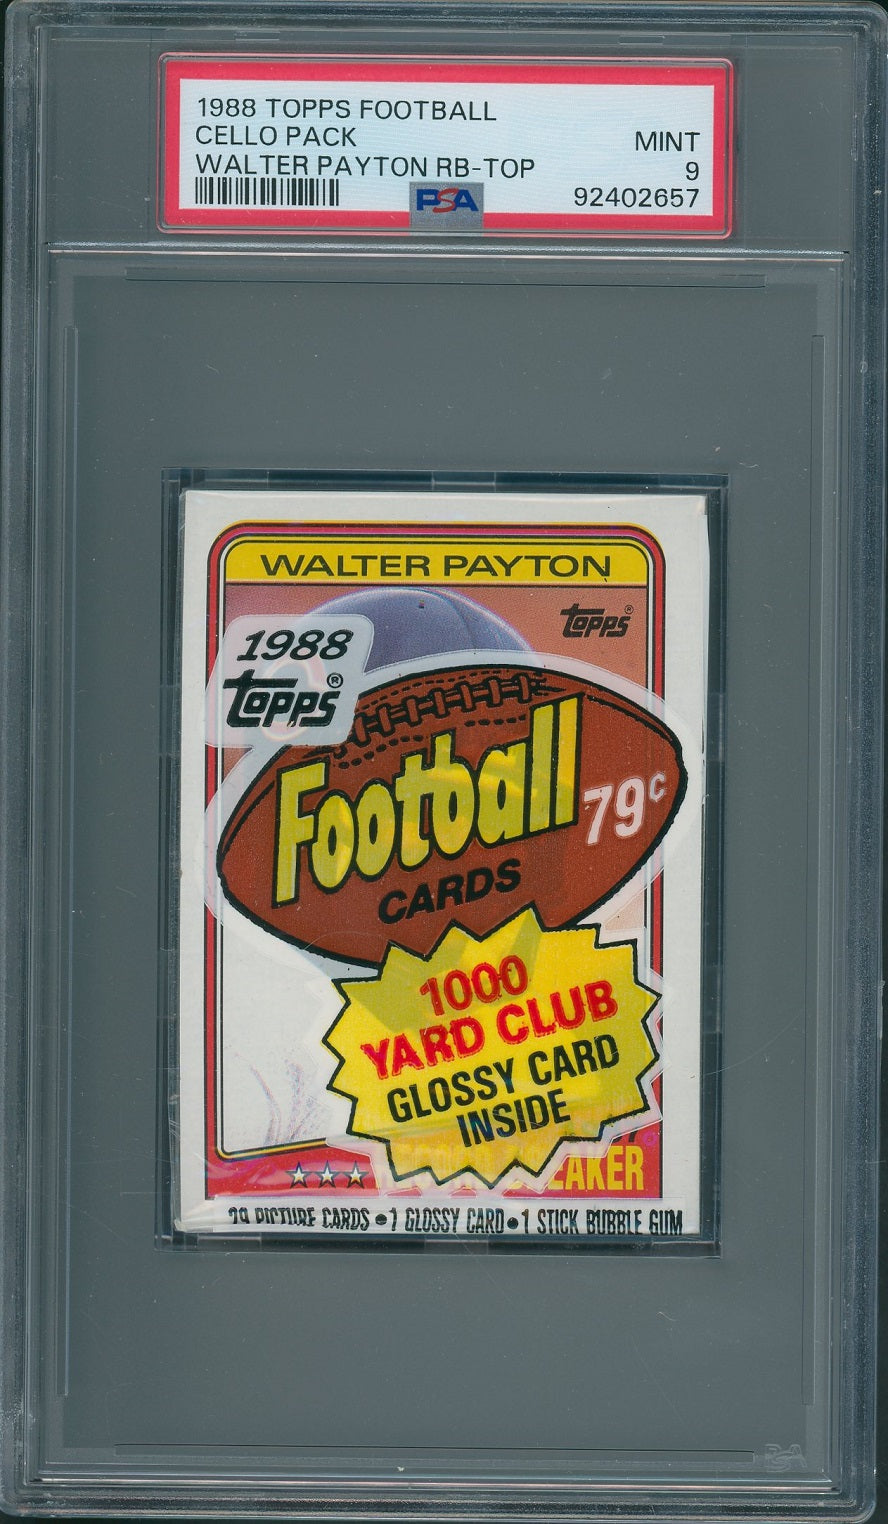 1988 TOPPS FOOTBALL
CELLO PACK MINT
WALTER PAYTON RB-TOP 9
PSA 92402657
WALTER PAYTON
topps®
1988
topps®
Football
79¢
CARDS
1000
YARD CLUB
GLOSSY CARD
INSIDE
PICTURE CARDS • 1 GLOSSY CARD • 1 STICK BUBBLE GUM
PSA